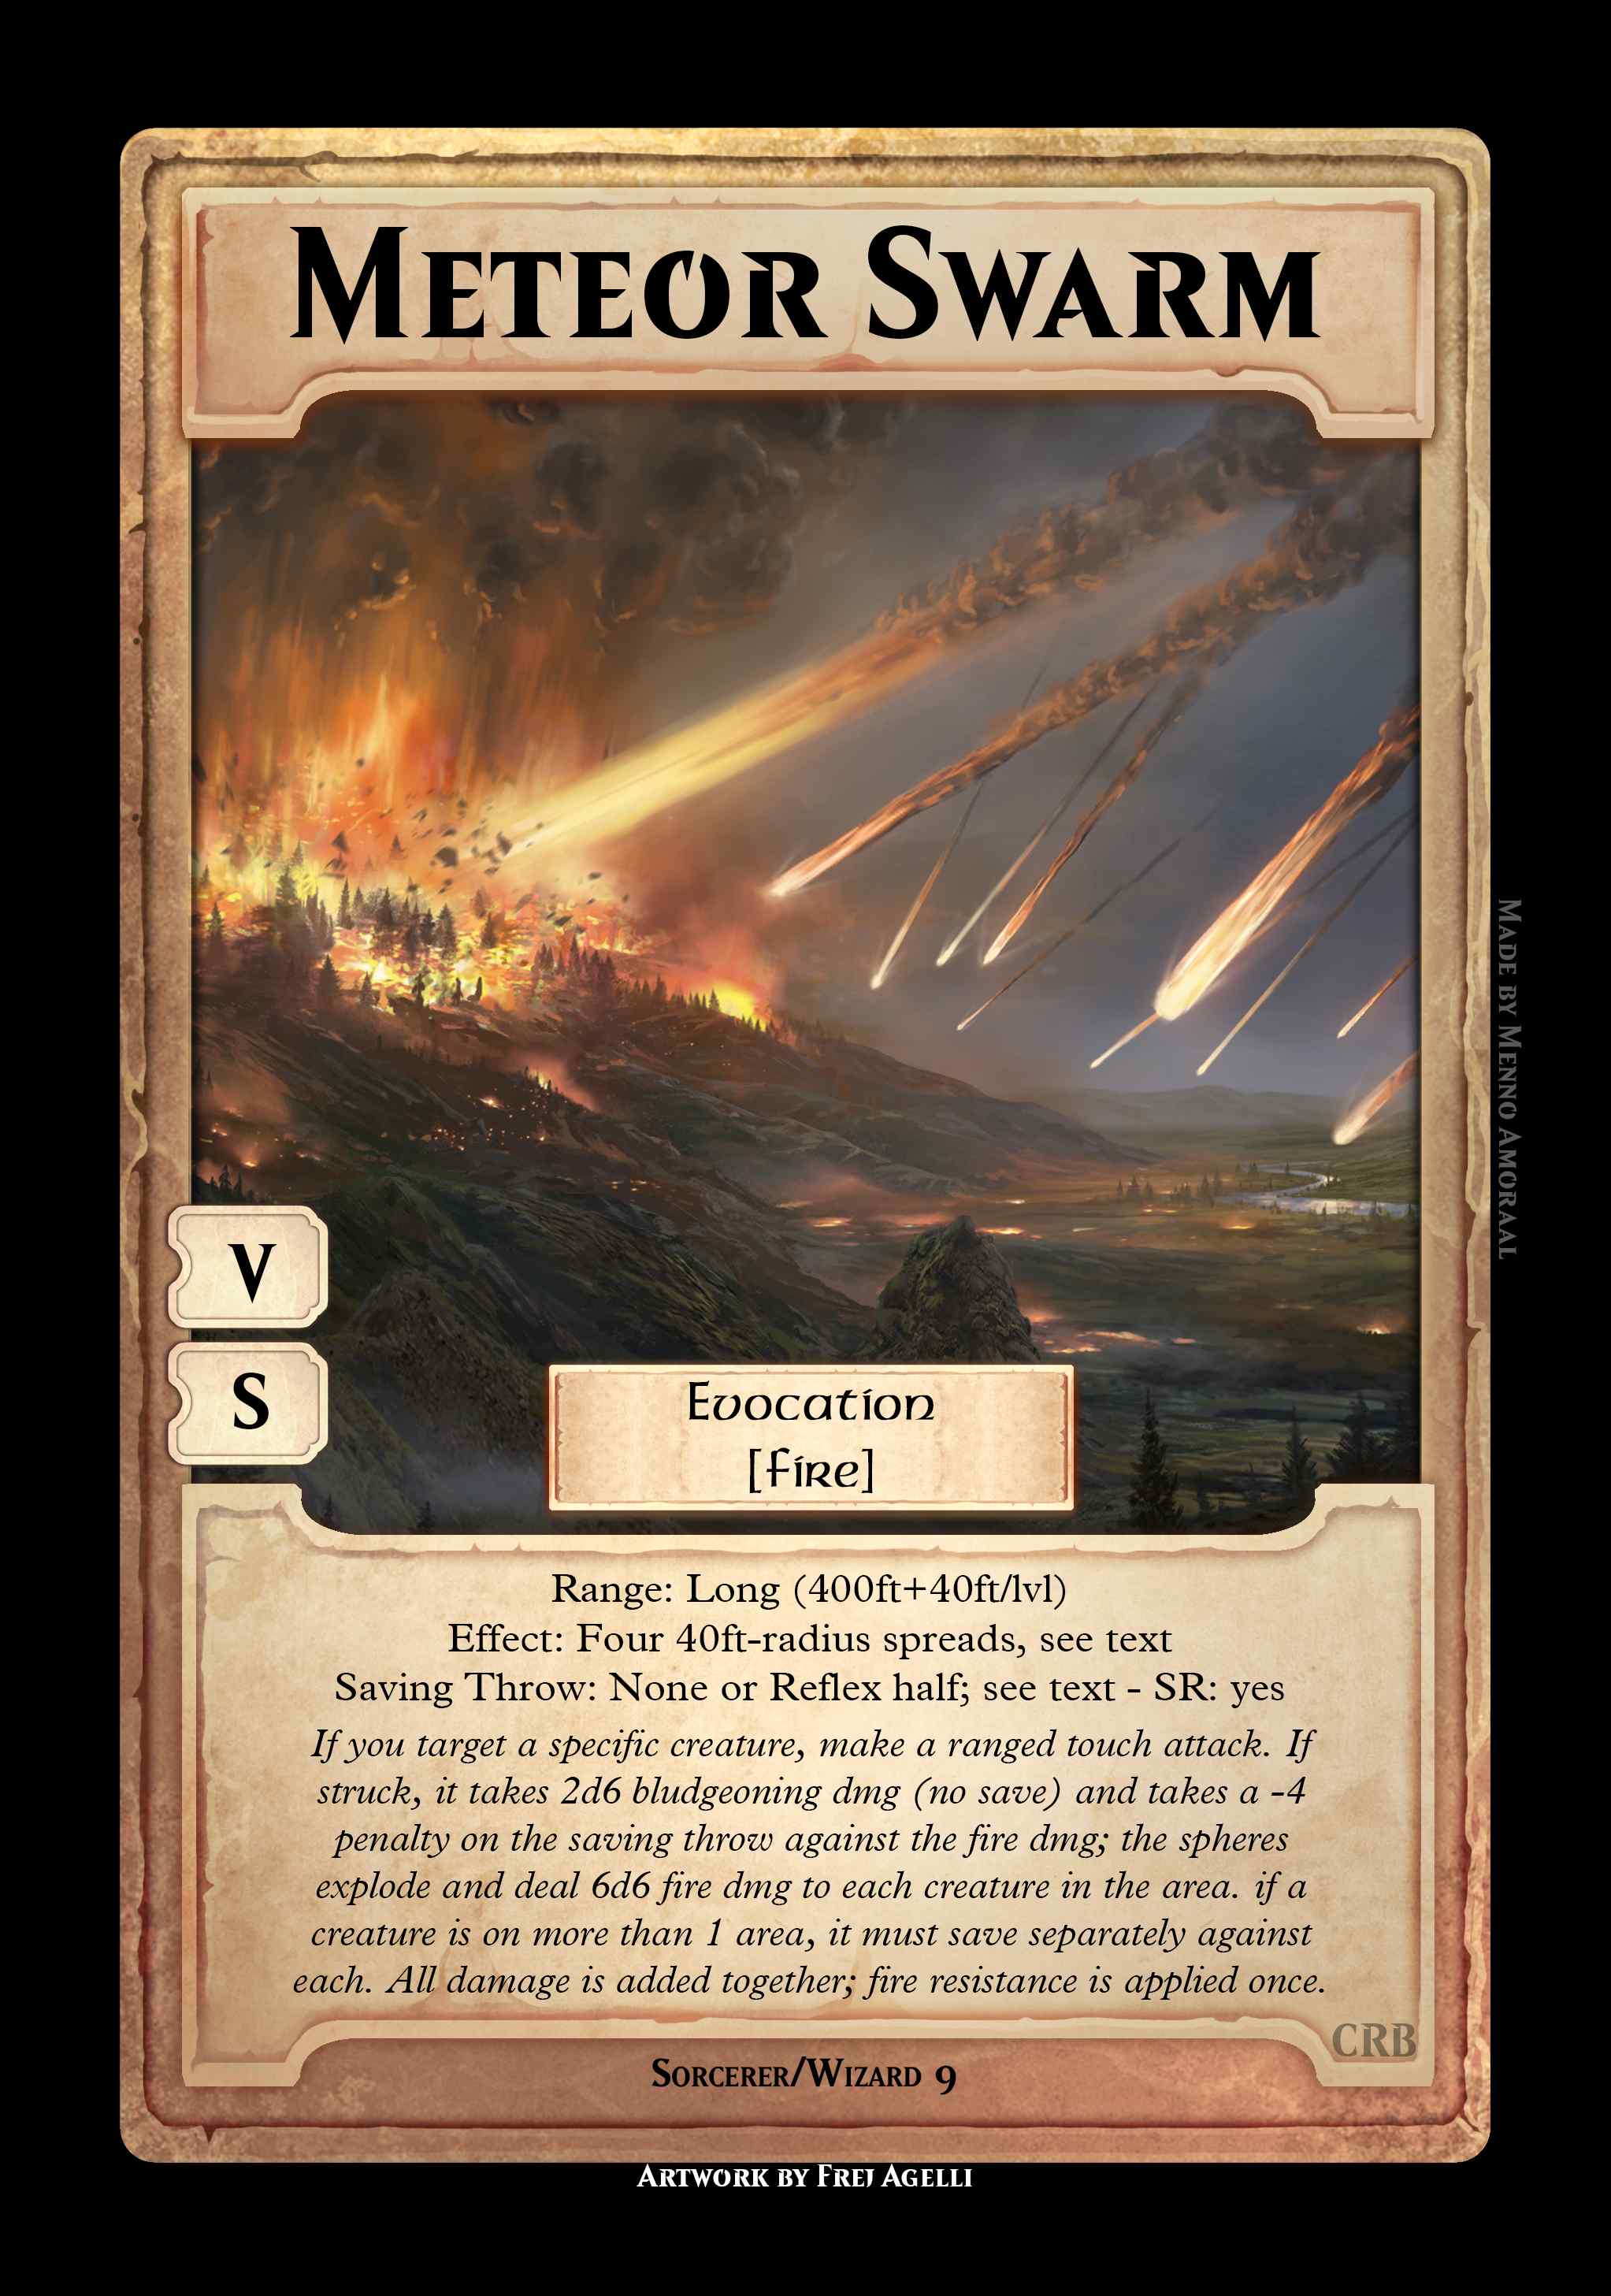 METEOR SWARM
MADE BY MENNO AMORAAL
V
S
Evocation
[Fire]
Range: Long (400ft+40ft/lvl)
Effect: Four 40ft-radius spreads, see text
Saving Throw: None or Reflex half; see text - SR: yes
If you target a specific creature, make a ranged touch attack. If
struck, it takes 2d6 bludgeoning dmg (no save) and takes a -4
penalty on the saving throw against the fire dmg; the spheres
explode and deal 6d6 fire dmg to each creature in the area. if a
creature is on more than 1 area, it must save separately against
each. All damage is added together; fire resistance is applied once.
CRB
SORCERER/WIZARD 9
ARTWORK BY FREJ AGELLI